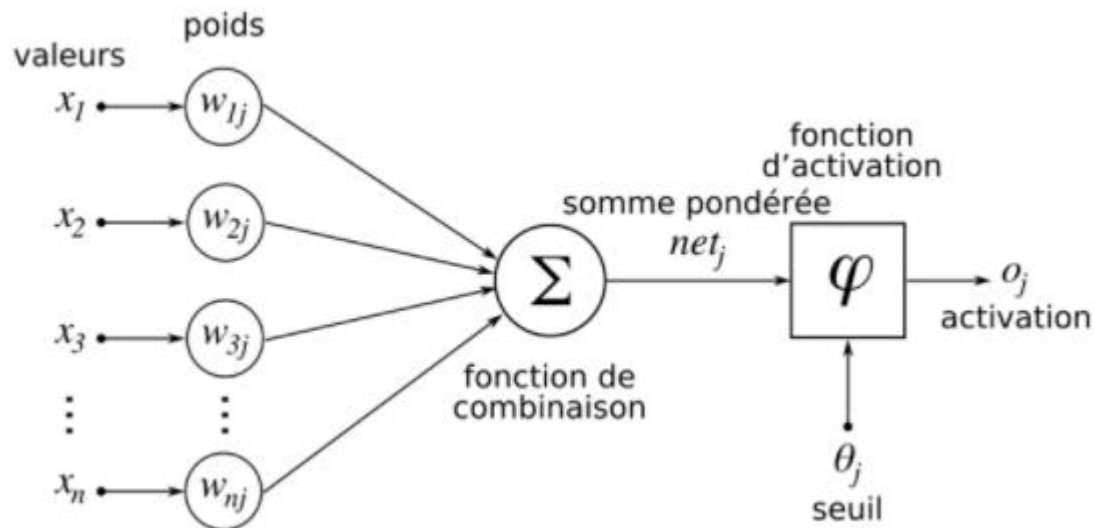 poids
valeurs
x1
w1j
x2
w2j
x3
w3j
⋮
⋮
xn
wnj
Σ
fonction de
combinaison
somme pondérée
netj
fonction
d'activation
φ
oj
activation
θj
seuil